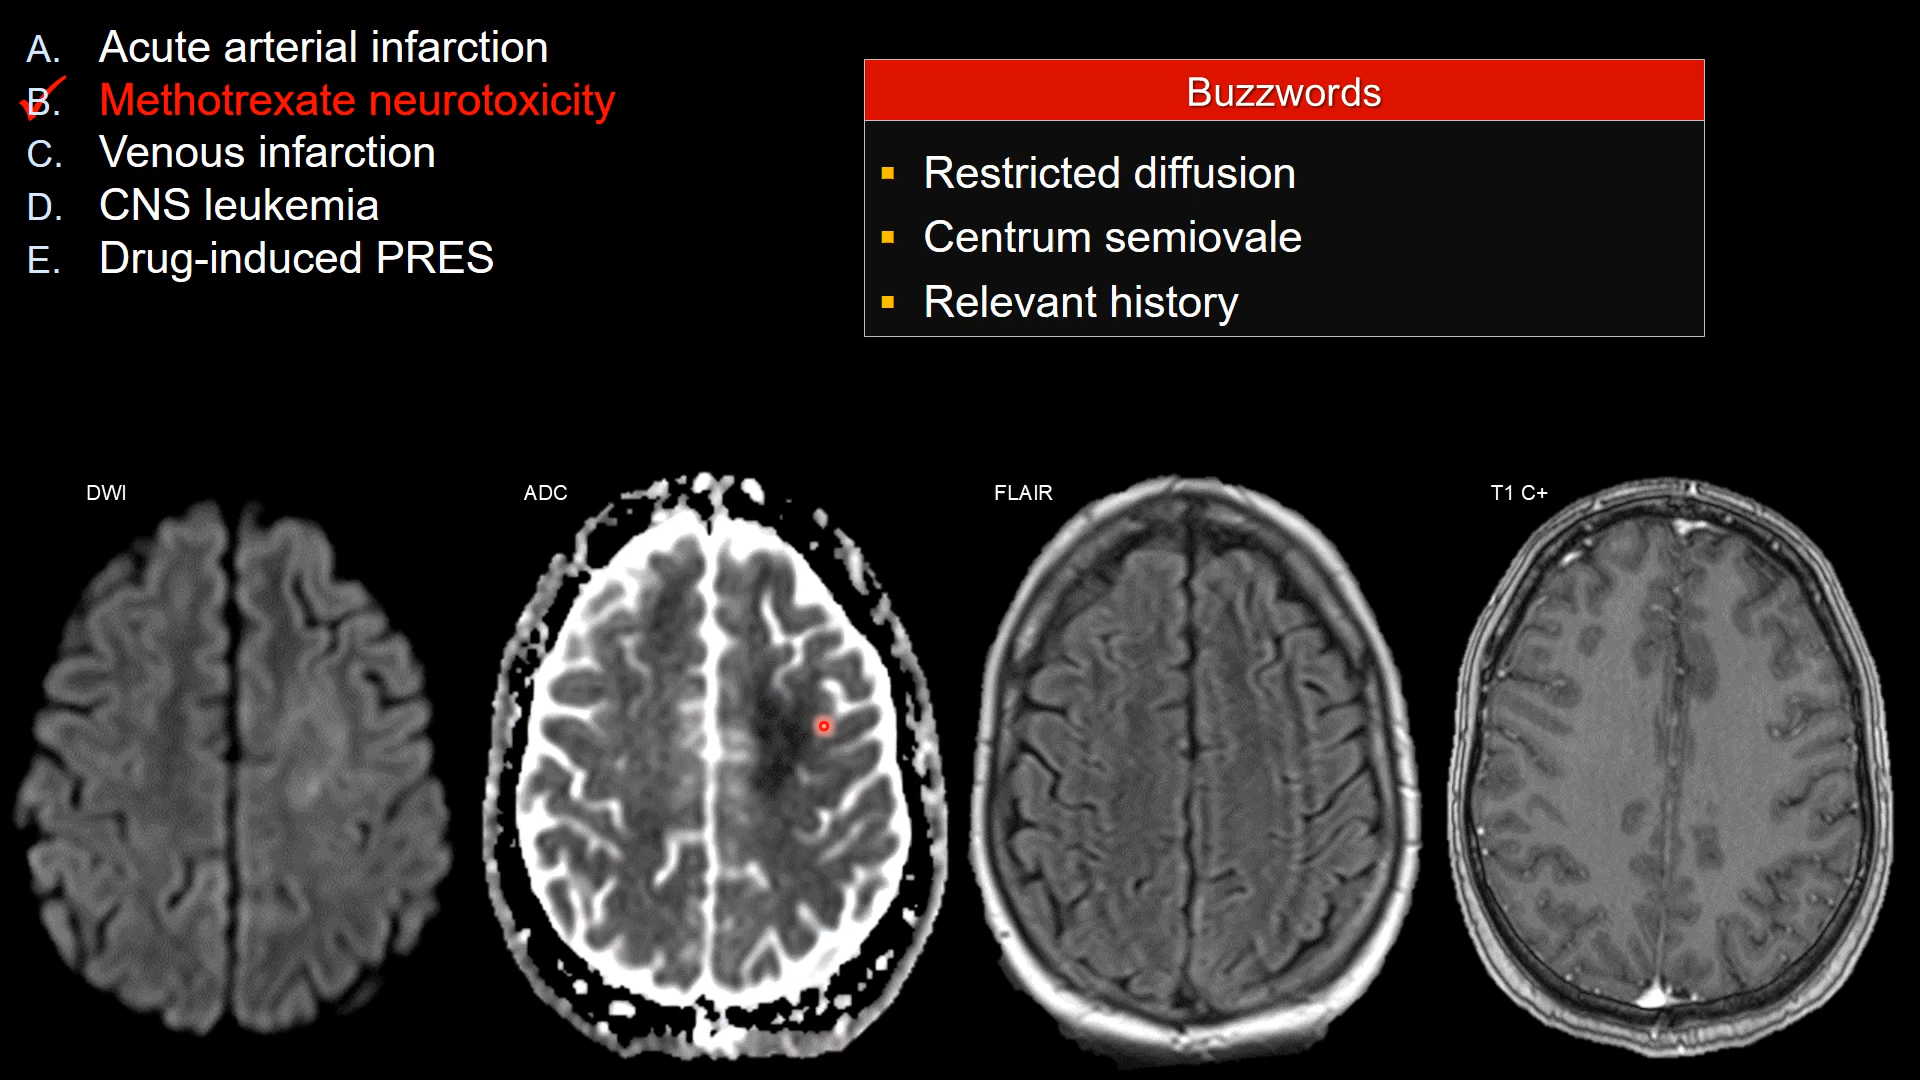 A. Acute arterial infarction
B. Methotrexate neurotoxicity
C. Venous infarction
D. CNS leukemia
E. Drug-induced PRES
Buzzwords
Restricted diffusion
Centrum semiovale
Relevant history
DWI
ADC
FLAIR
T1 C+